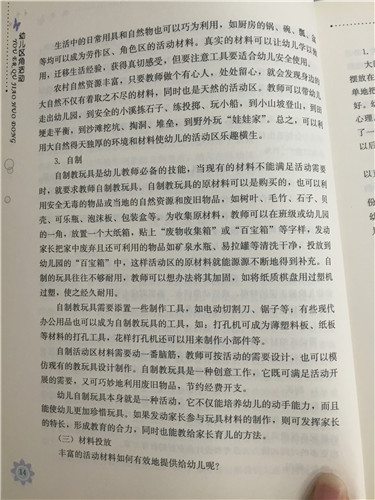 幼儿区角活动
YOU ER QU JIAO HUO DONG
生活中的日常用具和自然物也可以巧为利用，如厨房的锅、碗、瓢、盆
等均可以成为劳作区、角色区的活动材料。真实的材料可以让幼儿学以致
用，迁移生活经验，获得真切感受，但要注意工具要适合幼儿安全使用。
农村自然资源丰富，只要教师做个有心人，处处留心，就会发现身边的
大自然不仅有着取之不尽的材料，同时也是天然的活动区。教师可以带幼儿
走出幼儿园，到安全的小溪拣石子、练投掷、玩小船，到小山坡登山，到田
埂走平衡，到沙滩挖坑、掏洞、堆垒，到野外玩“娃娃家”。总之，可以利
用大自然得天独厚的环境和材料使幼儿的活动区乐趣横生。
3. 自制
自制教玩具是幼儿教师必备的技能，当现有的材料不能满足活动需要
时，就要求教师自制教玩具。自制教玩具的原材料可以是购买的，也可以利
用安全无毒的物品或当地的自然资源和废旧物品，如树叶、毛竹、石子、贝
壳、可乐瓶、泡沫板、包装盒等。为收集原材料，教师可以在班级或幼儿园
的一角，放置一个大纸箱，贴上“废物收集箱”或“百宝箱”等字样，发动
家长把家中废弃且还可利用的物品如矿泉水瓶、易拉罐等清洗干净，投放到
幼儿园的“百宝箱”中，这样活动区的原材料就能源源不断地得到补充。自
制的玩具往往不够耐用，教师可以想办法将其加固，如将纸质棋盘用过塑机
过塑，使之经久耐用。
自制教玩具需要添置一些制作工具，如电动切割刀、锯子等；有些现代
办公用品也可以成为自制教玩具的工具，如：打孔机可成为薄塑料板、纸板
等材料的打孔工具，花样打孔机还可以用来制作小部件等。
自制活动区材料需要动一番脑筋，教师可按活动的需要设计，也可以模
仿现有的教玩具设计制作。自制教玩具是一种创意工作，它既可满足活动开
展的需要，又可巧妙地利用废旧物品，节约经费开支。
幼儿自制玩具本身就是一种活动，它不仅能培养幼儿的动手能力，而且
能使幼儿更加珍惜玩具。如果发动家长参与玩具材料的制作，则可发挥家长
的特长，形成教育的合力，同时也能教给家长育儿的方法。
（三）材料投放
丰富的活动材料如何有效地提供给幼儿呢？
14
1.
摆放在
单地把
以幼
心理。
了
以